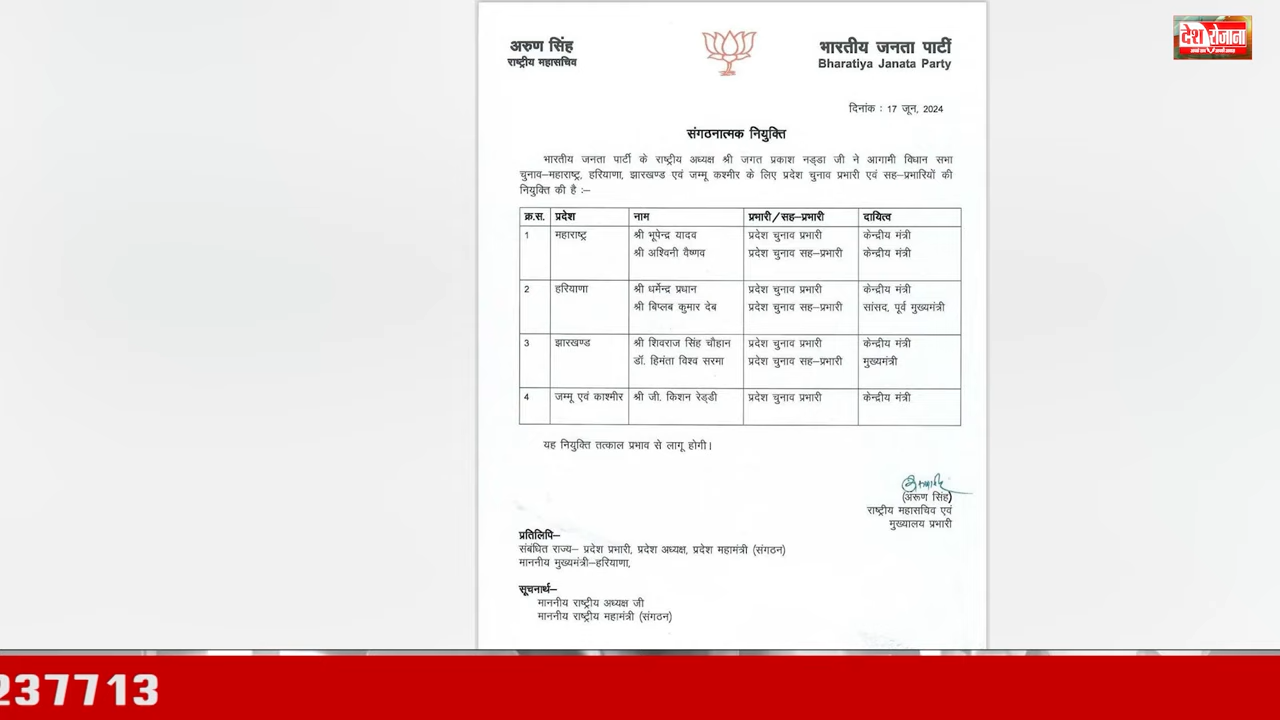 देश रोजाना
अरुण सिंह
राष्ट्रीय महासचिव
भारतीय जनता पार्टी
Bharatiya Janata Party
दिनांक : 17 जून, 2024
संगठनात्मक नियुक्ति
भारतीय जनता पार्टी के राष्ट्रीय अध्यक्ष श्री जगत प्रकाश नड्डा जी ने आगामी विधान सभा
चुनाव–महाराष्ट्र, हरियाणा, झारखण्ड एवं जम्मू कश्मीर के लिए प्रदेश चुनाव प्रभारी एवं सह–प्रभारियों की
नियुक्ति की है :–
क्र.स. प्रदेश नाम प्रभारी/सह–प्रभारी दायित्व
1 महाराष्ट्र श्री भूपेन्द्र यादव प्रदेश चुनाव प्रभारी केन्द्रीय मंत्री
श्री अश्विनी वैष्णव प्रदेश चुनाव सह–प्रभारी केन्द्रीय मंत्री
2 हरियाणा श्री धर्मेन्द्र प्रधान प्रदेश चुनाव प्रभारी केन्द्रीय मंत्री
श्री बिप्लब कुमार देब प्रदेश चुनाव सह–प्रभारी सांसद, पूर्व मुख्यमंत्री
3 झारखण्ड श्री शिवराज सिंह चौहान प्रदेश चुनाव प्रभारी केन्द्रीय मंत्री
डॉ. हिमंता विश्व सरमा प्रदेश चुनाव सह–प्रभारी मुख्यमंत्री
4 जम्मू एवं काश्मीर श्री जी. किशन रेड्डी प्रदेश चुनाव प्रभारी केन्द्रीय मंत्री
यह नियुक्ति तत्काल प्रभाव से लागू होगी।
(अरूण सिंह)
राष्ट्रीय महासचिव एवं
मुख्यालय प्रभारी
प्रतिलिपि–
संबंधित राज्य– प्रदेश प्रभारी, प्रदेश अध्यक्ष, प्रदेश महामंत्री (संगठन)
माननीय मुख्यमंत्री–हरियाणा,
सूचनार्थ–
माननीय राष्ट्रीय अध्यक्ष जी
माननीय राष्ट्रीय महामंत्री (संगठन)
237713